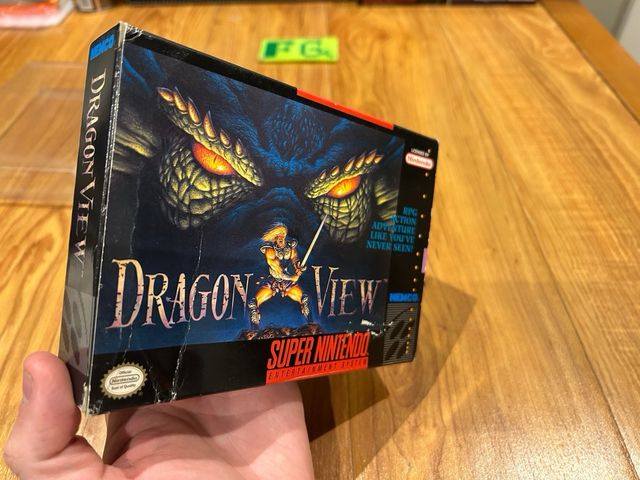 FG
KEMCO
DRAGON VIEW
LICENSED BY
Nintendo
RPG
ACTION
ADVENTURE
LIKE YOU'VE
NEVER SEEN!
DRAGON VIEW
KEMCO
SUPER NINTENDO
ENTERTAINMENT SYSTEM
Official
Nintendo
Seal of Quality